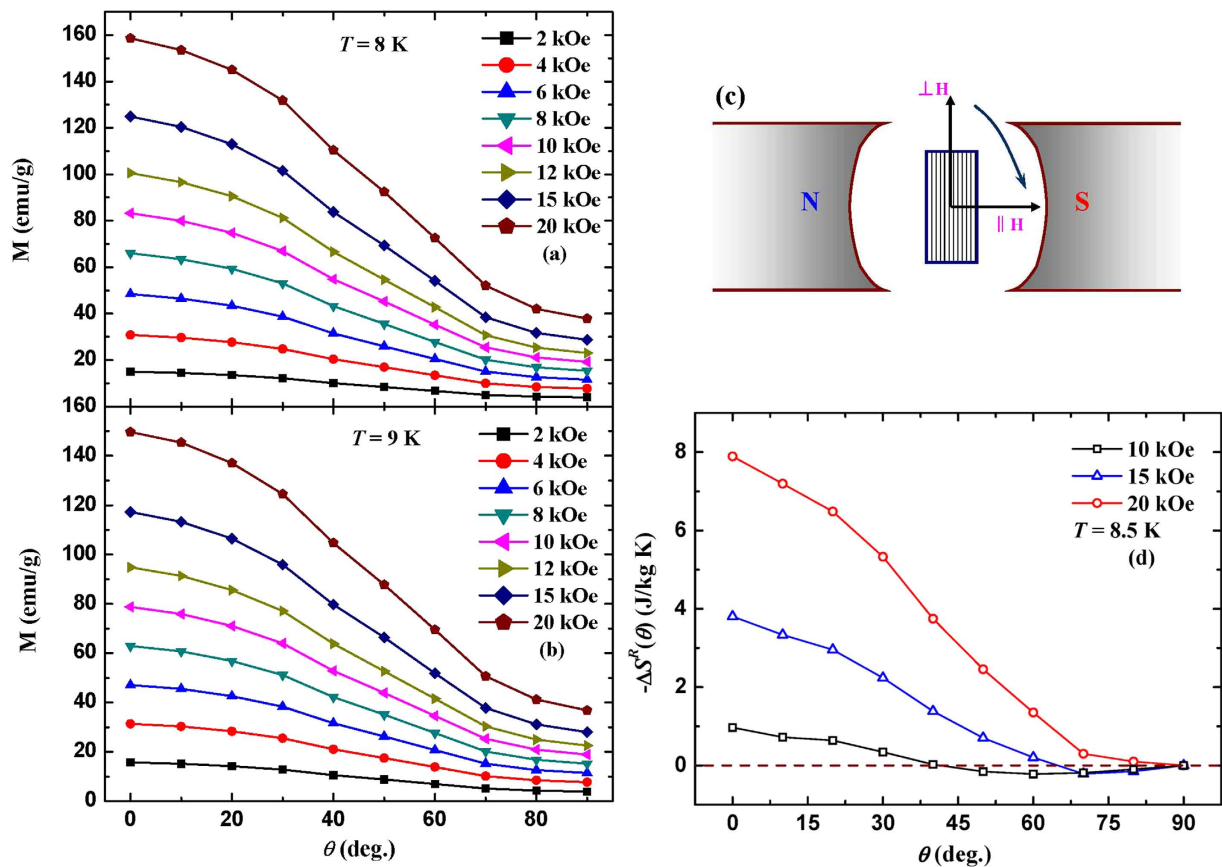 160
140
120
100
80
60
40
20
160
M (emu/g)
T = 8 K
2 kOe
4 kOe
6 kOe
8 kOe
10 kOe
12 kOe
15 kOe
20 kOe
(a)
140
120
100
80
60
40
20
0
M (emu/g)
T = 9 K
2 kOe
4 kOe
6 kOe
8 kOe
10 kOe
12 kOe
15 kOe
20 kOe
(b)
0 20 40 60 80
θ (deg.)
(c)
⊥H
N
S
|| H
8
6
4
2
0
-ΔS^R(θ) (J/kg K)
10 kOe
15 kOe
20 kOe
T = 8.5 K
(d)
0 15 30 45 60 75 90
θ (deg.)